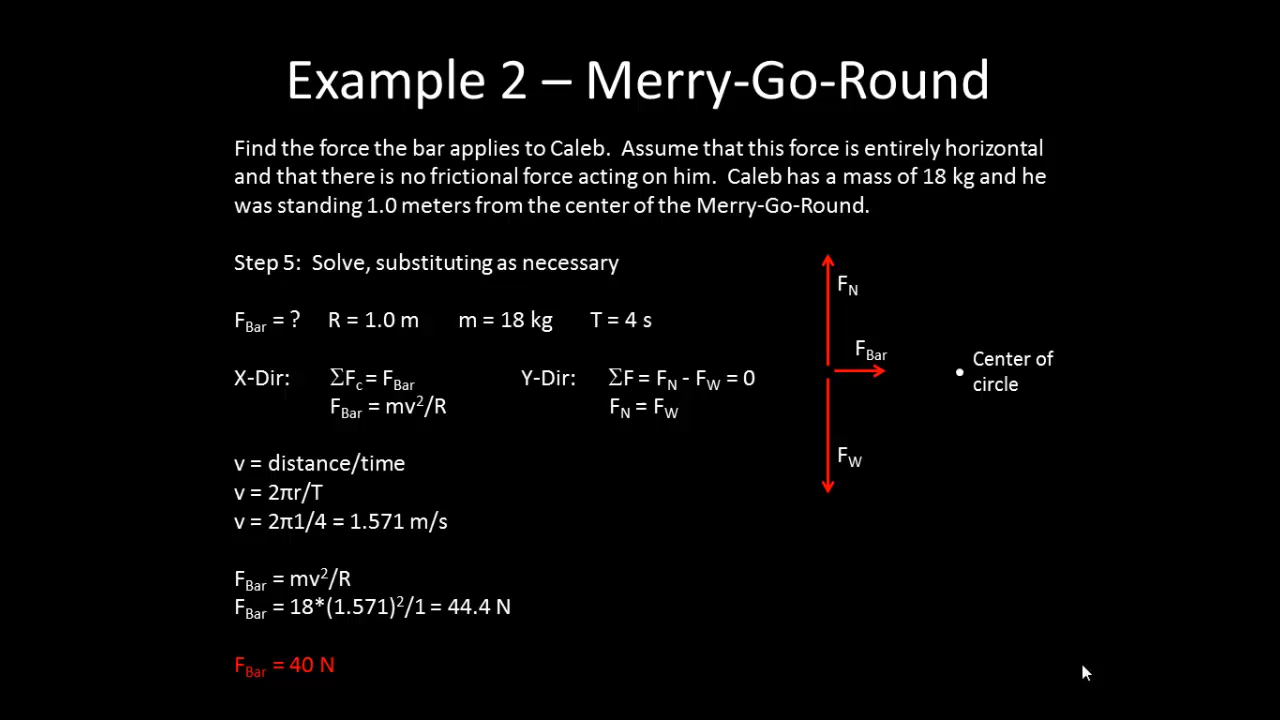 Example 2 – Merry-Go-Round
Find the force the bar applies to Caleb.  Assume that this force is entirely horizontal
and that there is no frictional force acting on him.  Caleb has a mass of 18 kg and he
was standing 1.0 meters from the center of the Merry-Go-Round.
Step 5:  Solve, substituting as necessary
F_Bar = ?  R = 1.0 m  m = 18 kg  T = 4 s
X-Dir:  ΣF_c = F_Bar  Y-Dir:  ΣF = F_N - F_W = 0
F_Bar = mv²/R  F_N = F_W
v = distance/time
v = 2πr/T
v = 2π1/4 = 1.571 m/s
F_Bar = mv²/R
F_Bar = 18*(1.571)²/1 = 44.4 N
F_Bar = 40 N
F_N
F_Bar
Center of
circle
F_W